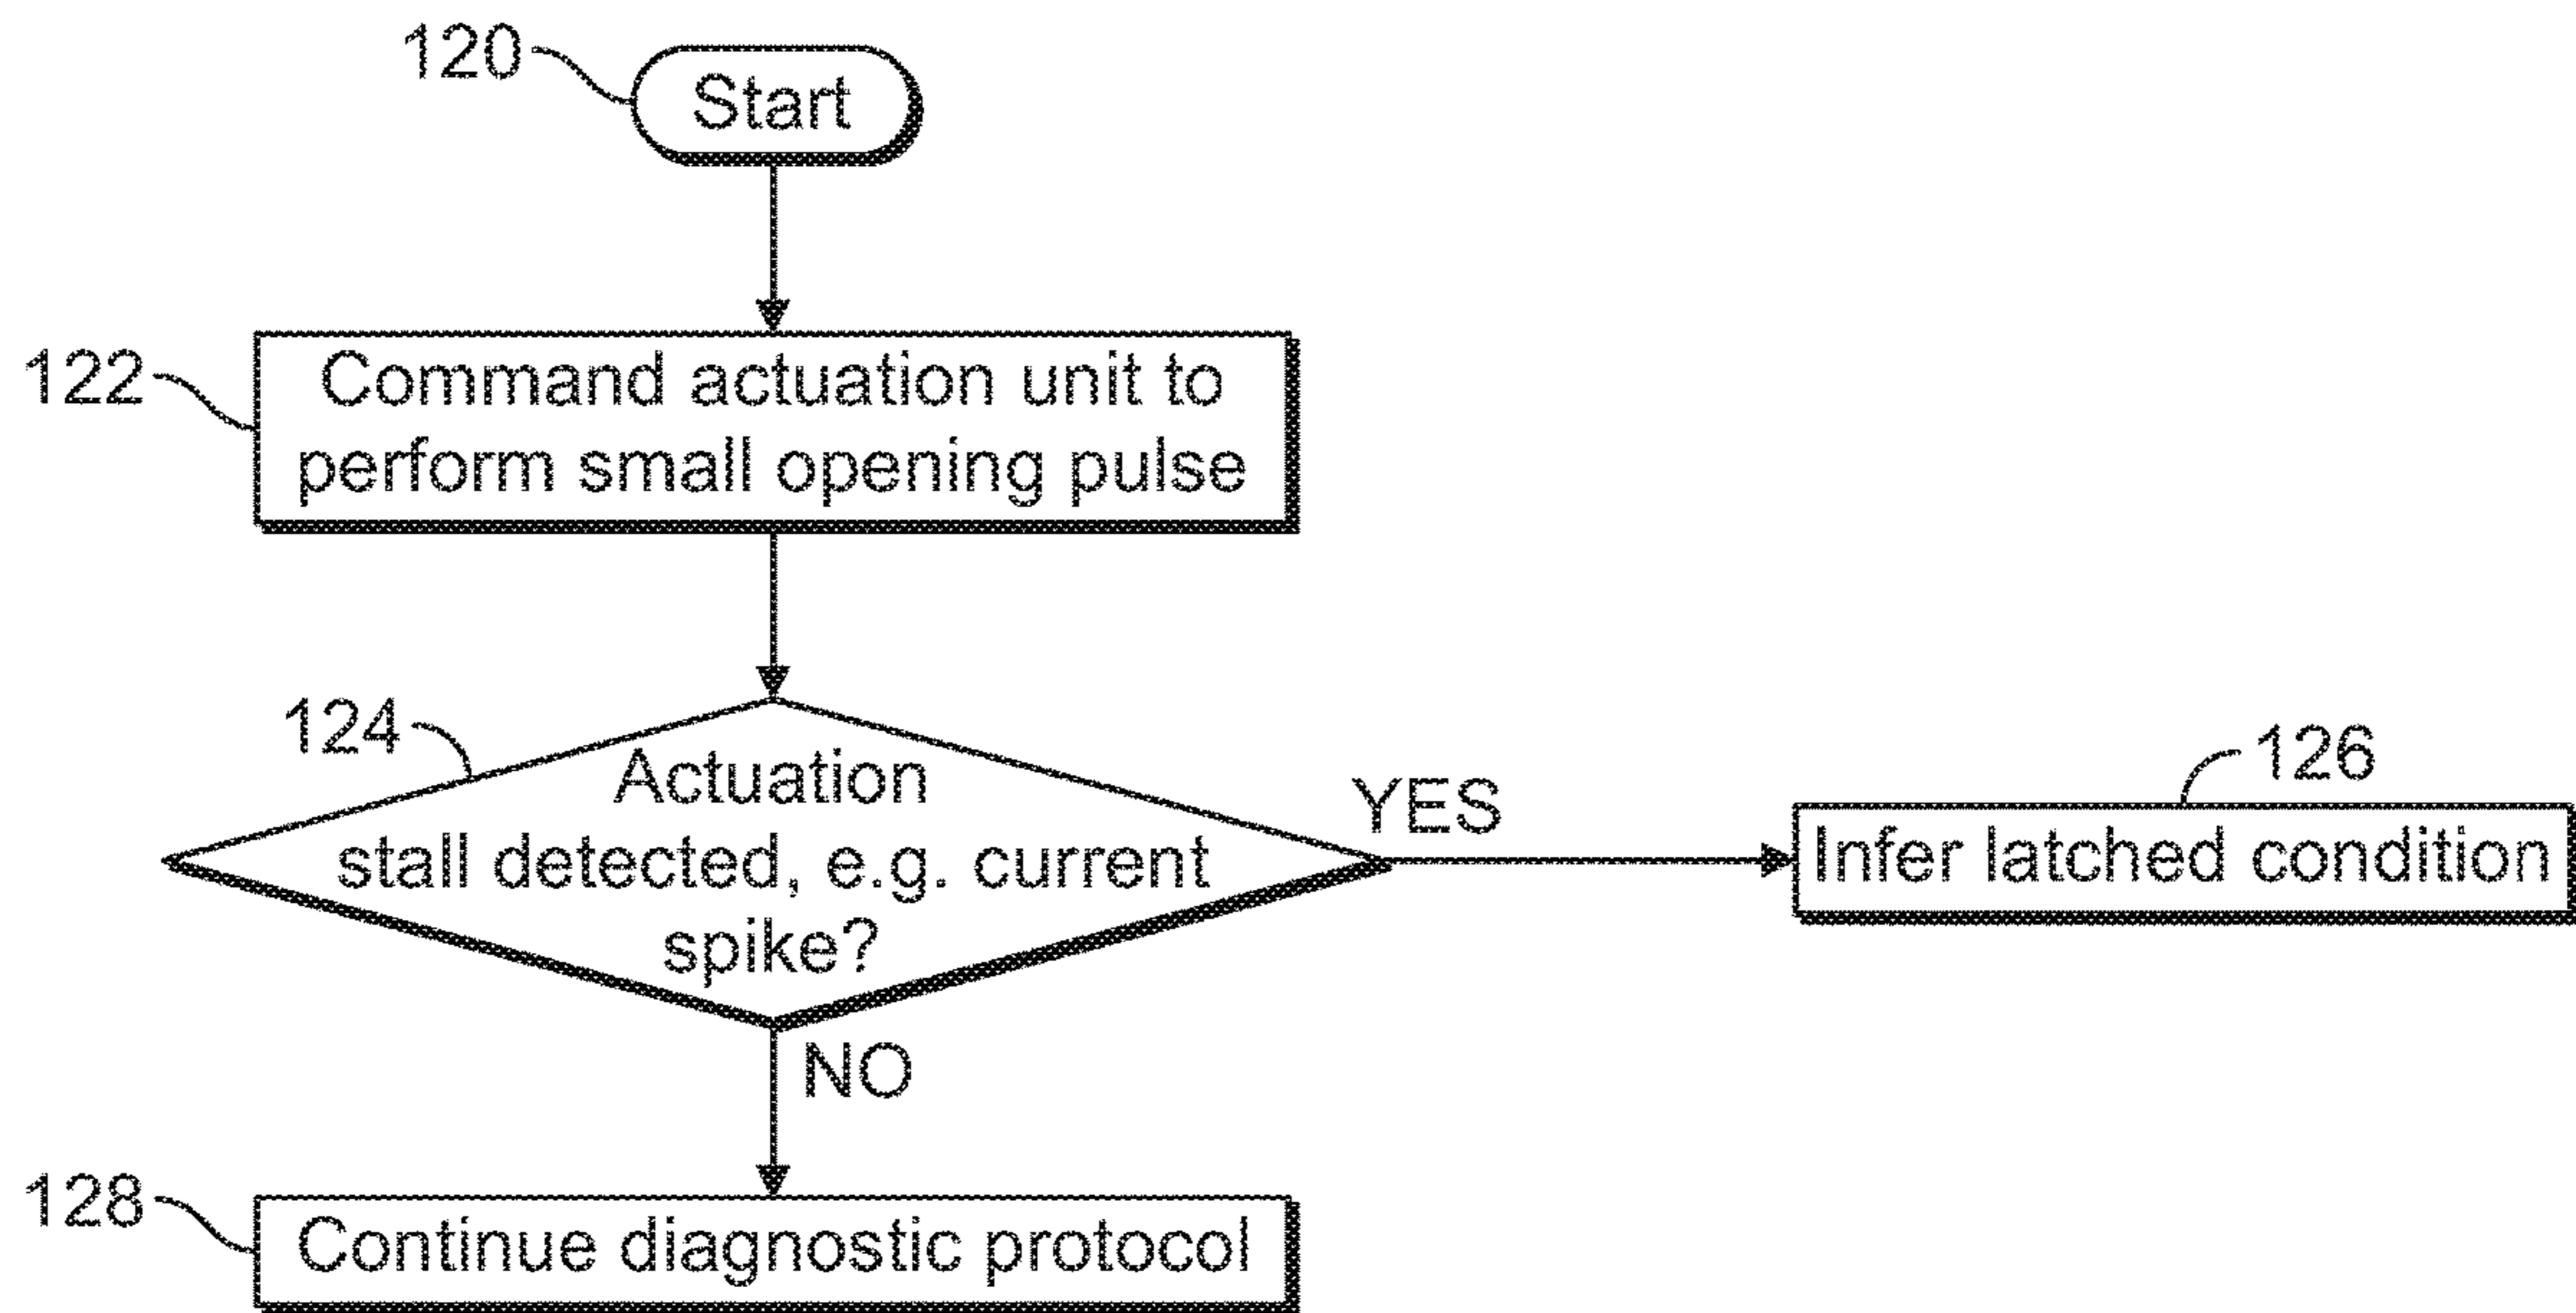 120
Start
122
Command actuation unit to
perform small opening pulse
124
Actuation
stall detected, e.g. current
spike?
YES
126
Infer latched condition
NO
128
Continue diagnostic protocol